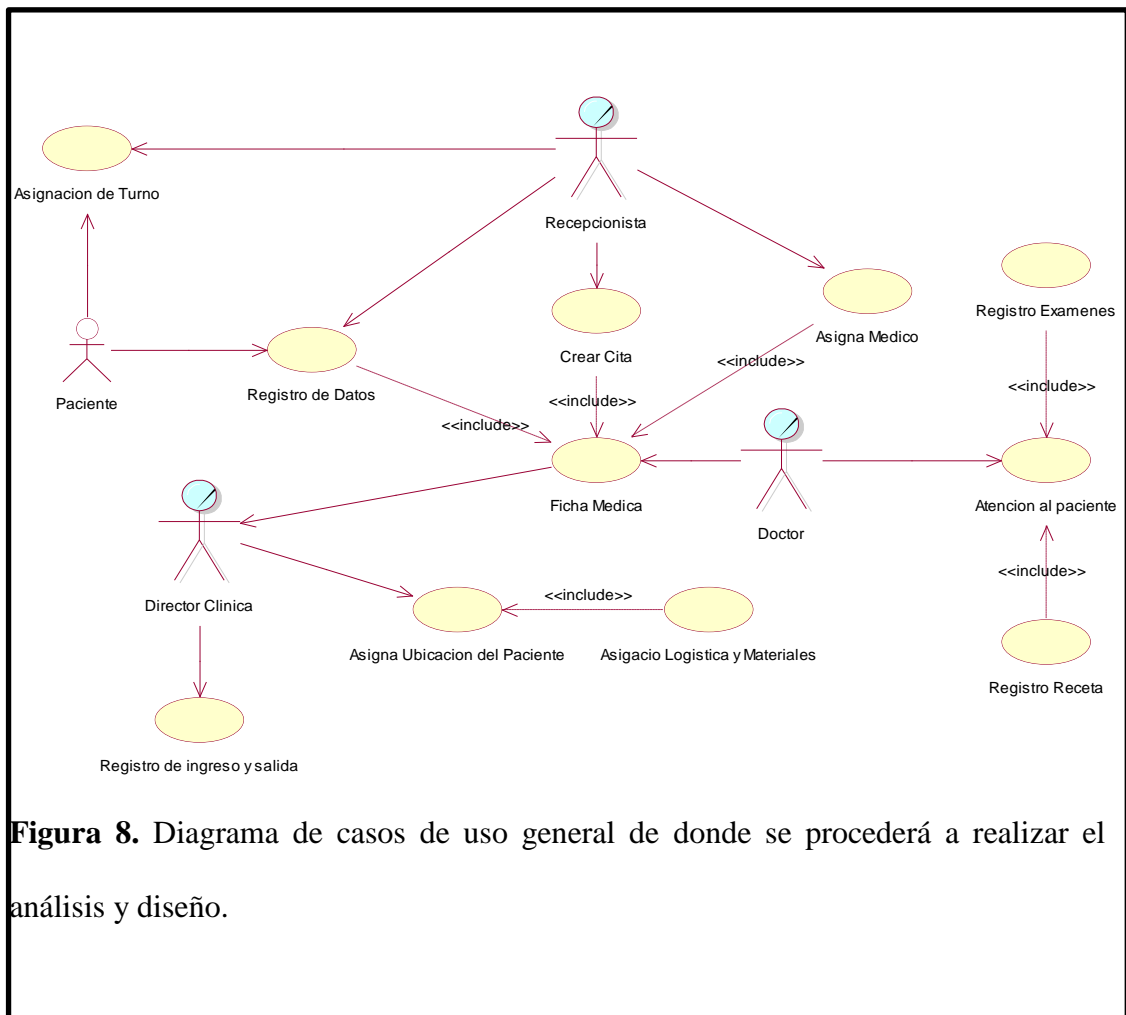 Asignacion de Turno
Recepcionista
Registro Examenes
Asigna Medico
Crear Cita
<<include>>
<<include>>
Paciente
Registro de Datos
<<include>>
<<include>>
Ficha Medica
Atencion al paciente
Doctor
<<include>>
Director Clinica
<<include>>
Asigna Ubicacion del Paciente
Asigacio Logistica y Materiales
Registro Receta
Registro de ingreso y salida
Figura 8. Diagrama de casos de uso general de donde se procederá a realizar el
análisis y diseño.